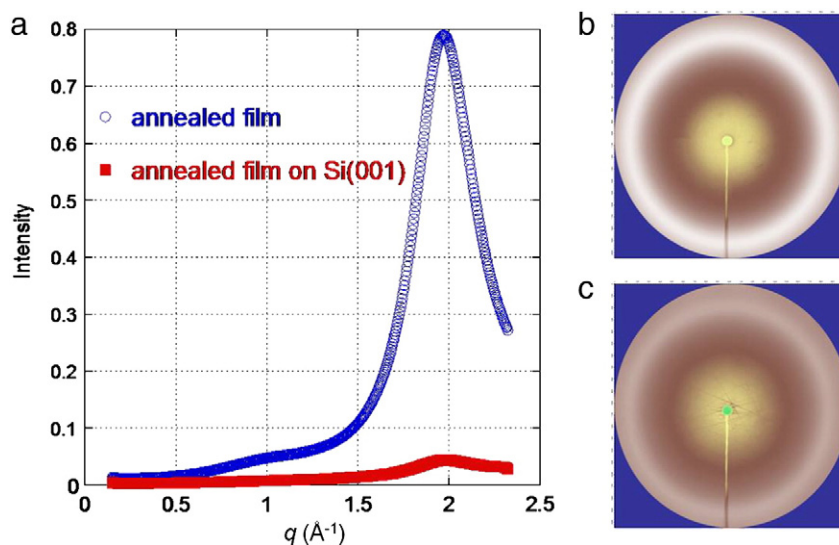 a
0.8
0.7
0.6
0.5
0.4
0.3
0.2
0.1
0
Intensity
annealed film
annealed film on Si(001)
0 0.5 1 1.5 2 2.5
q (Å⁻¹)
b
c